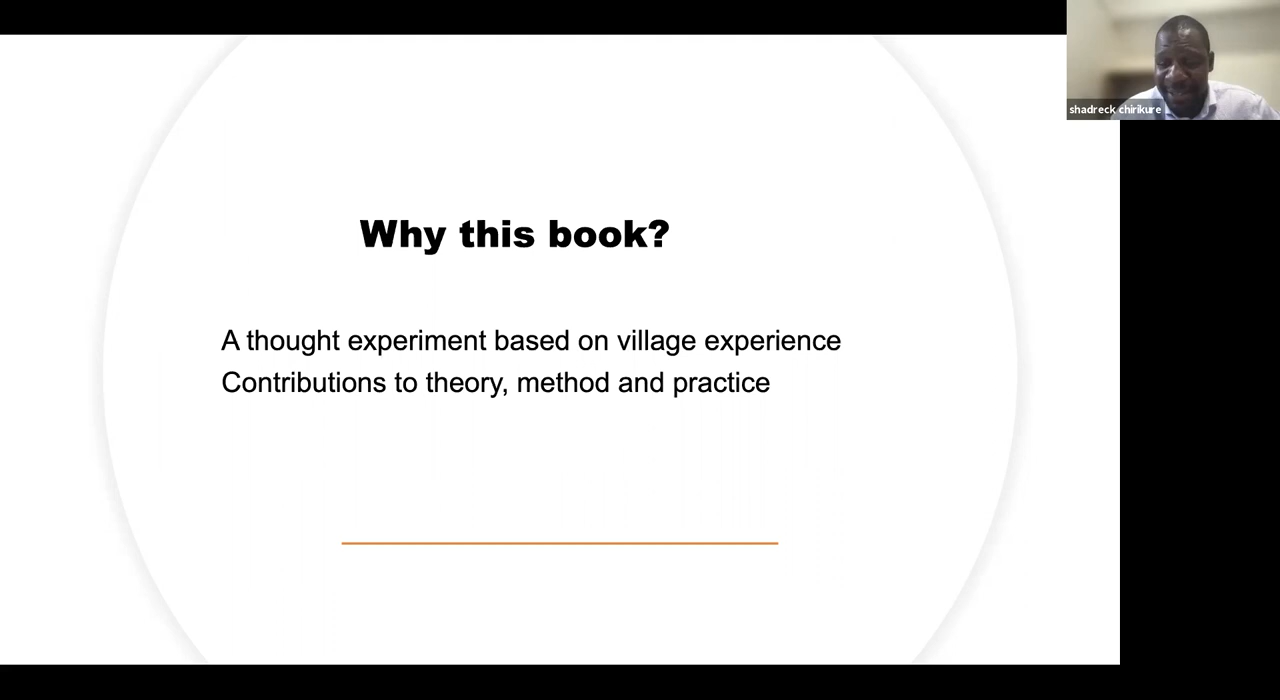 shadreck chirikure
Why this book?
A thought experiment based on village experience
Contributions to theory, method and practice